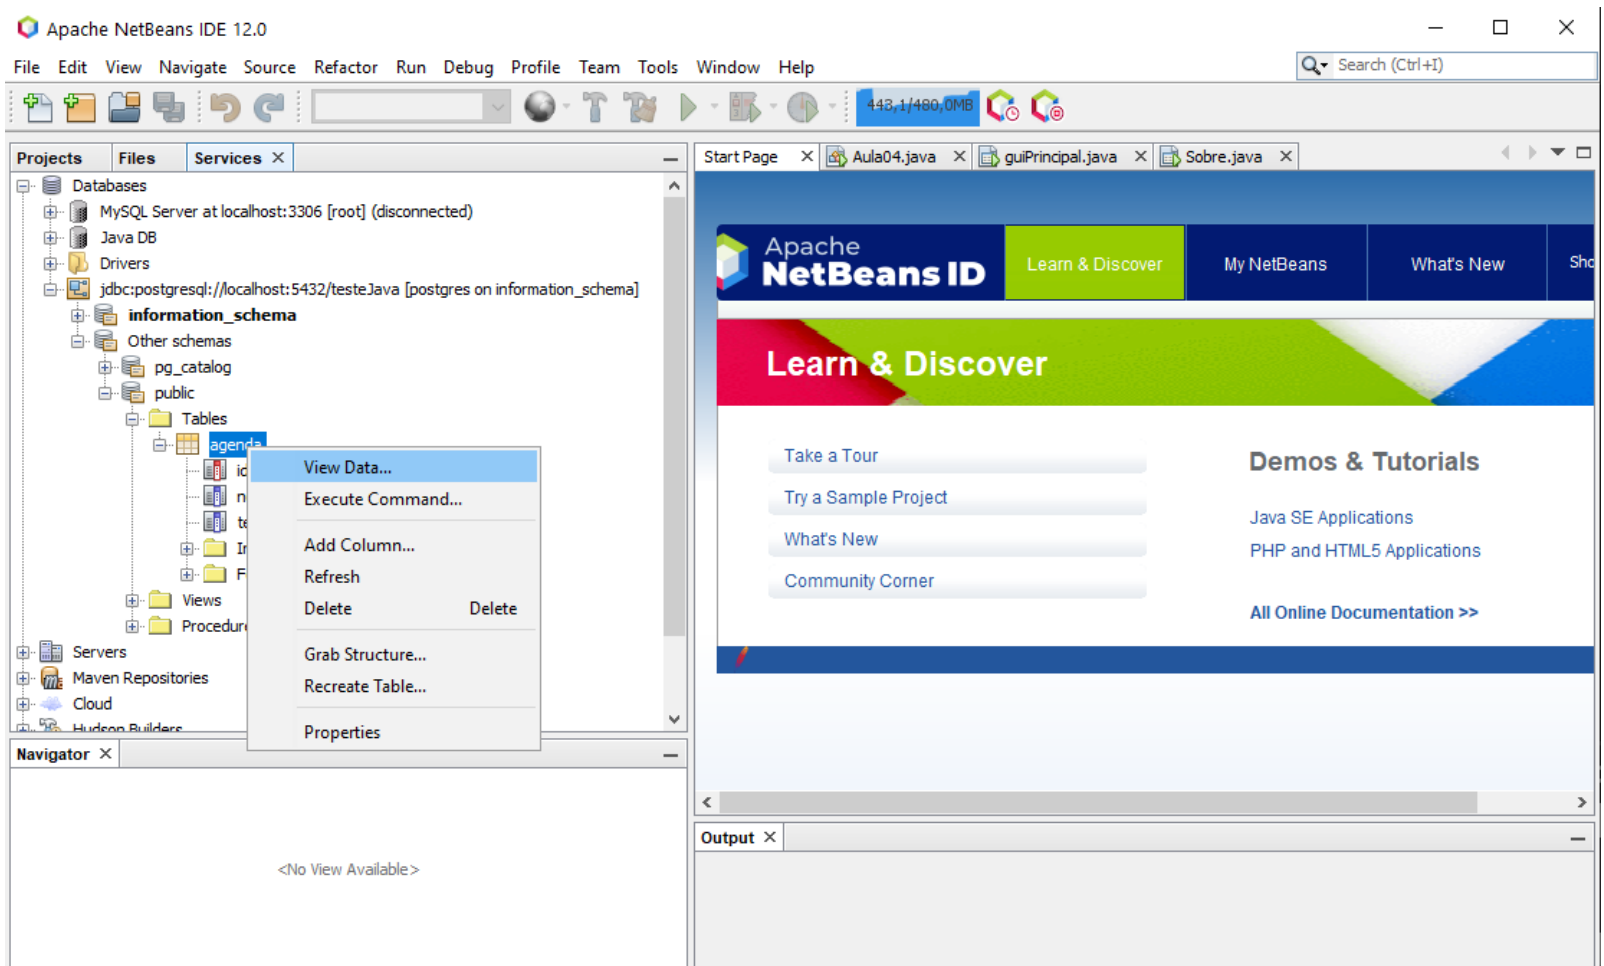 Apache NetBeans IDE 12.0
File Edit View Navigate Source Refactor Run Debug Profile Team Tools Window Help
Search (Ctrl+I)
443,1/480,0MB
Projects Files Services
Start Page Aula04.java guiPrincipal.java Sobre.java
Databases
MySQL Server at localhost:3306 [root] (disconnected)
Java DB
Drivers
jdbc:postgresql://localhost:5432/testeJava [postgres on information_schema]
information_schema
Other schemas
pg_catalog
public
Tables
agenda
View Data...
Execute Command...
Add Column...
Refresh
Delete Delete
Grab Structure...
Recreate Table...
Properties
Views
Servers
Maven Repositories
Cloud
Hudson Builders
Navigator
<No View Available>
Apache
NetBeans ID
Learn & Discover My NetBeans What's New Sho
Learn & Discover
Take a Tour
Try a Sample Project
What's New
Community Corner
Demos & Tutorials
Java SE Applications
PHP and HTML5 Applications
All Online Documentation >>
Output